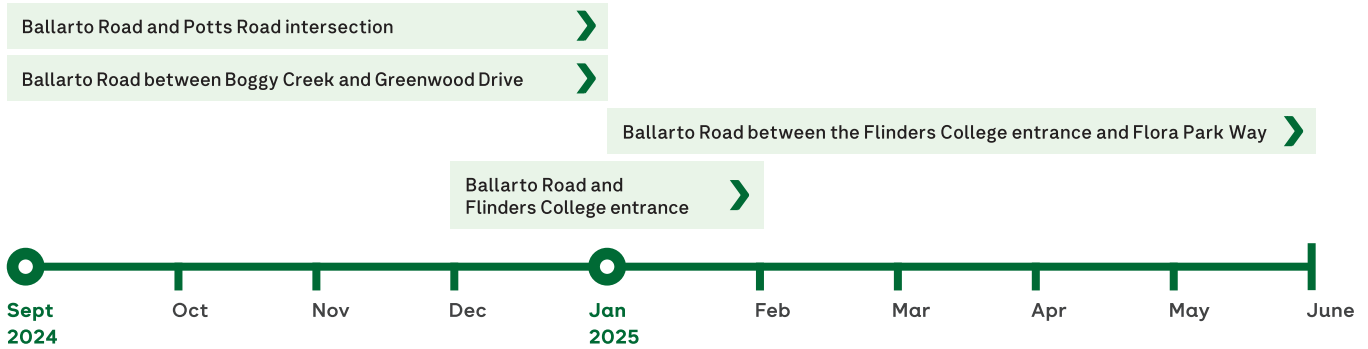 Ballarto Road and Potts Road intersection
Ballarto Road between Boggy Creek and Greenwood Drive
Ballarto Road between the Flinders College entrance and Flora Park Way
Ballarto Road and
Flinders College entrance
Sept Oct Nov Dec Jan Feb Mar Apr May June
2024 2025